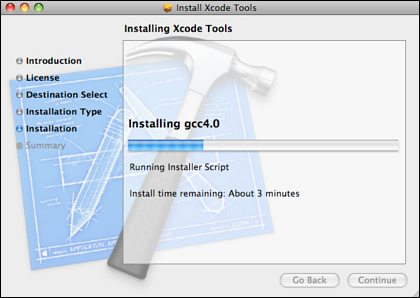 Install Xcode Tools
Installing Xcode Tools
Introduction
License
Destination Select
Installation Type
Installation
Summary
Installing gcc4.0
Running Installer Script
Install time remaining: About 3 minutes
Go Back
Continue